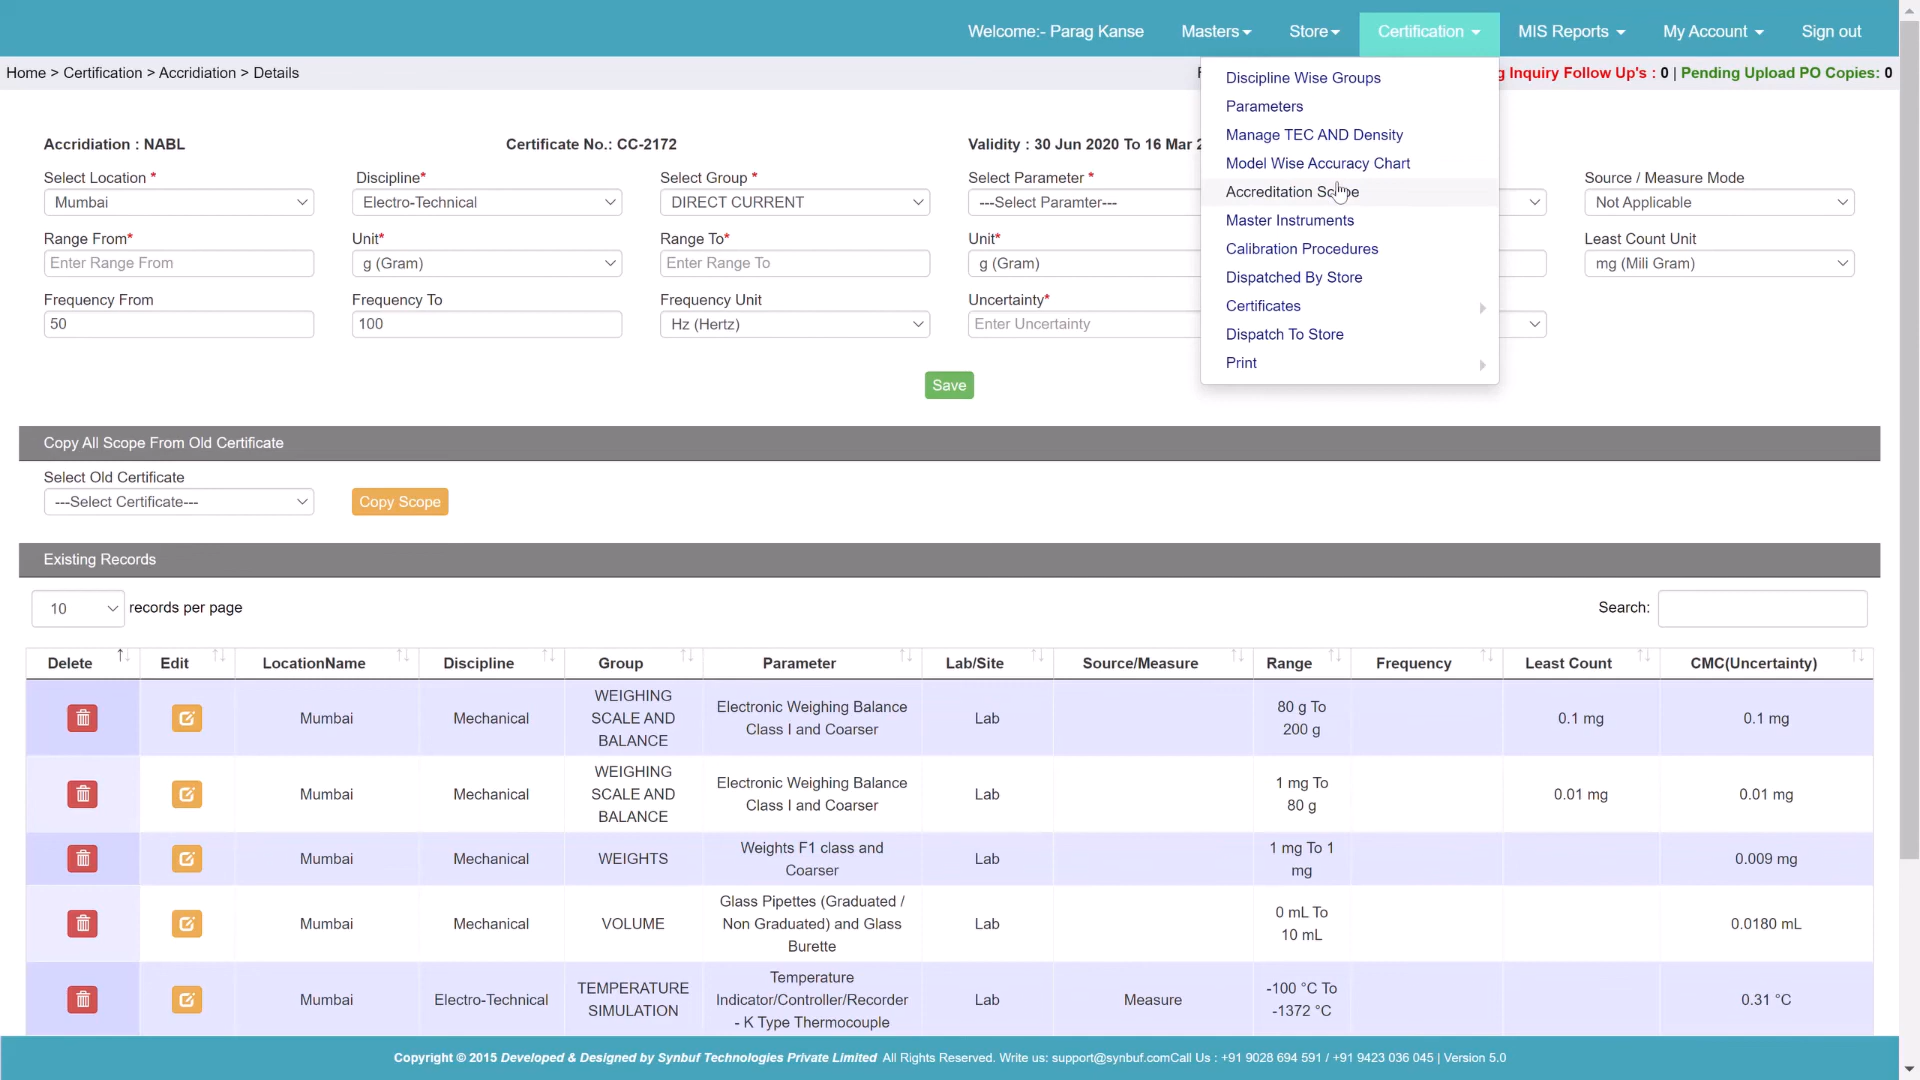 Welcome:- Parag Kanse Masters Store Certification MIS Reports My Account Sign out
Home > Certification > Accridiation > Details
g Inquiry Follow Up's : 0 | Pending Upload PO Copies: 0
Discipline Wise Groups
Parameters
Manage TEC AND Density
Model Wise Accuracy Chart
Accreditation Scope
Master Instruments
Calibration Procedures
Dispatched By Store
Certificates
Dispatch To Store
Print
Accridiation : NABL Certificate No.: CC-2172 Validity : 30 Jun 2020 To 16 Mar
Select Location * Discipline* Select Group * Select Parameter * Source / Measure Mode
Mumbai Electro-Technical DIRECT CURRENT ---Select Paramter--- Not Applicable
Range From* Unit* Range To* Unit* Least Count Unit
Enter Range From g (Gram) Enter Range To g (Gram) mg (Mili Gram)
Frequency From Frequency To Frequency Unit Uncertainty*
50 100 Hz (Hertz) Enter Uncertainty
Save
Copy All Scope From Old Certificate
Select Old Certificate
---Select Certificate--- Copy Scope
Existing Records
10 records per page Search:
Delete Edit LocationName Discipline Group Parameter Lab/Site Source/Measure Range Frequency Least Count CMC(Uncertainty)
WEIGHING Electronic Weighing Balance 80 g To
Mumbai Mechanical SCALE AND Class I and Coarser Lab 200 g 0.1 mg 0.1 mg
BALANCE
WEIGHING Electronic Weighing Balance 1 mg To
Mumbai Mechanical SCALE AND Class I and Coarser Lab 80 g 0.01 mg 0.01 mg
BALANCE
Weights F1 class and 1 mg To 1
Mumbai Mechanical WEIGHTS Coarser Lab mg 0.009 mg
Glass Pipettes (Graduated / 0 mL To
Mumbai Mechanical VOLUME Non Graduated) and Glass Lab 10 mL 0.0180 mL
Burette
Temperature
TEMPERATURE Indicator/Controller/Recorder -100 °C To
Mumbai Electro-Technical SIMULATION - K Type Thermocouple Lab Measure -1372 °C 0.31 °C
Copyright © 2015 Developed & Designed by Synbuf Technologies Private Limited All Rights Reserved. Write us: support@synbuf.comCall Us : +91 9028 694 591 / +91 9423 036 045 | Version 5.0